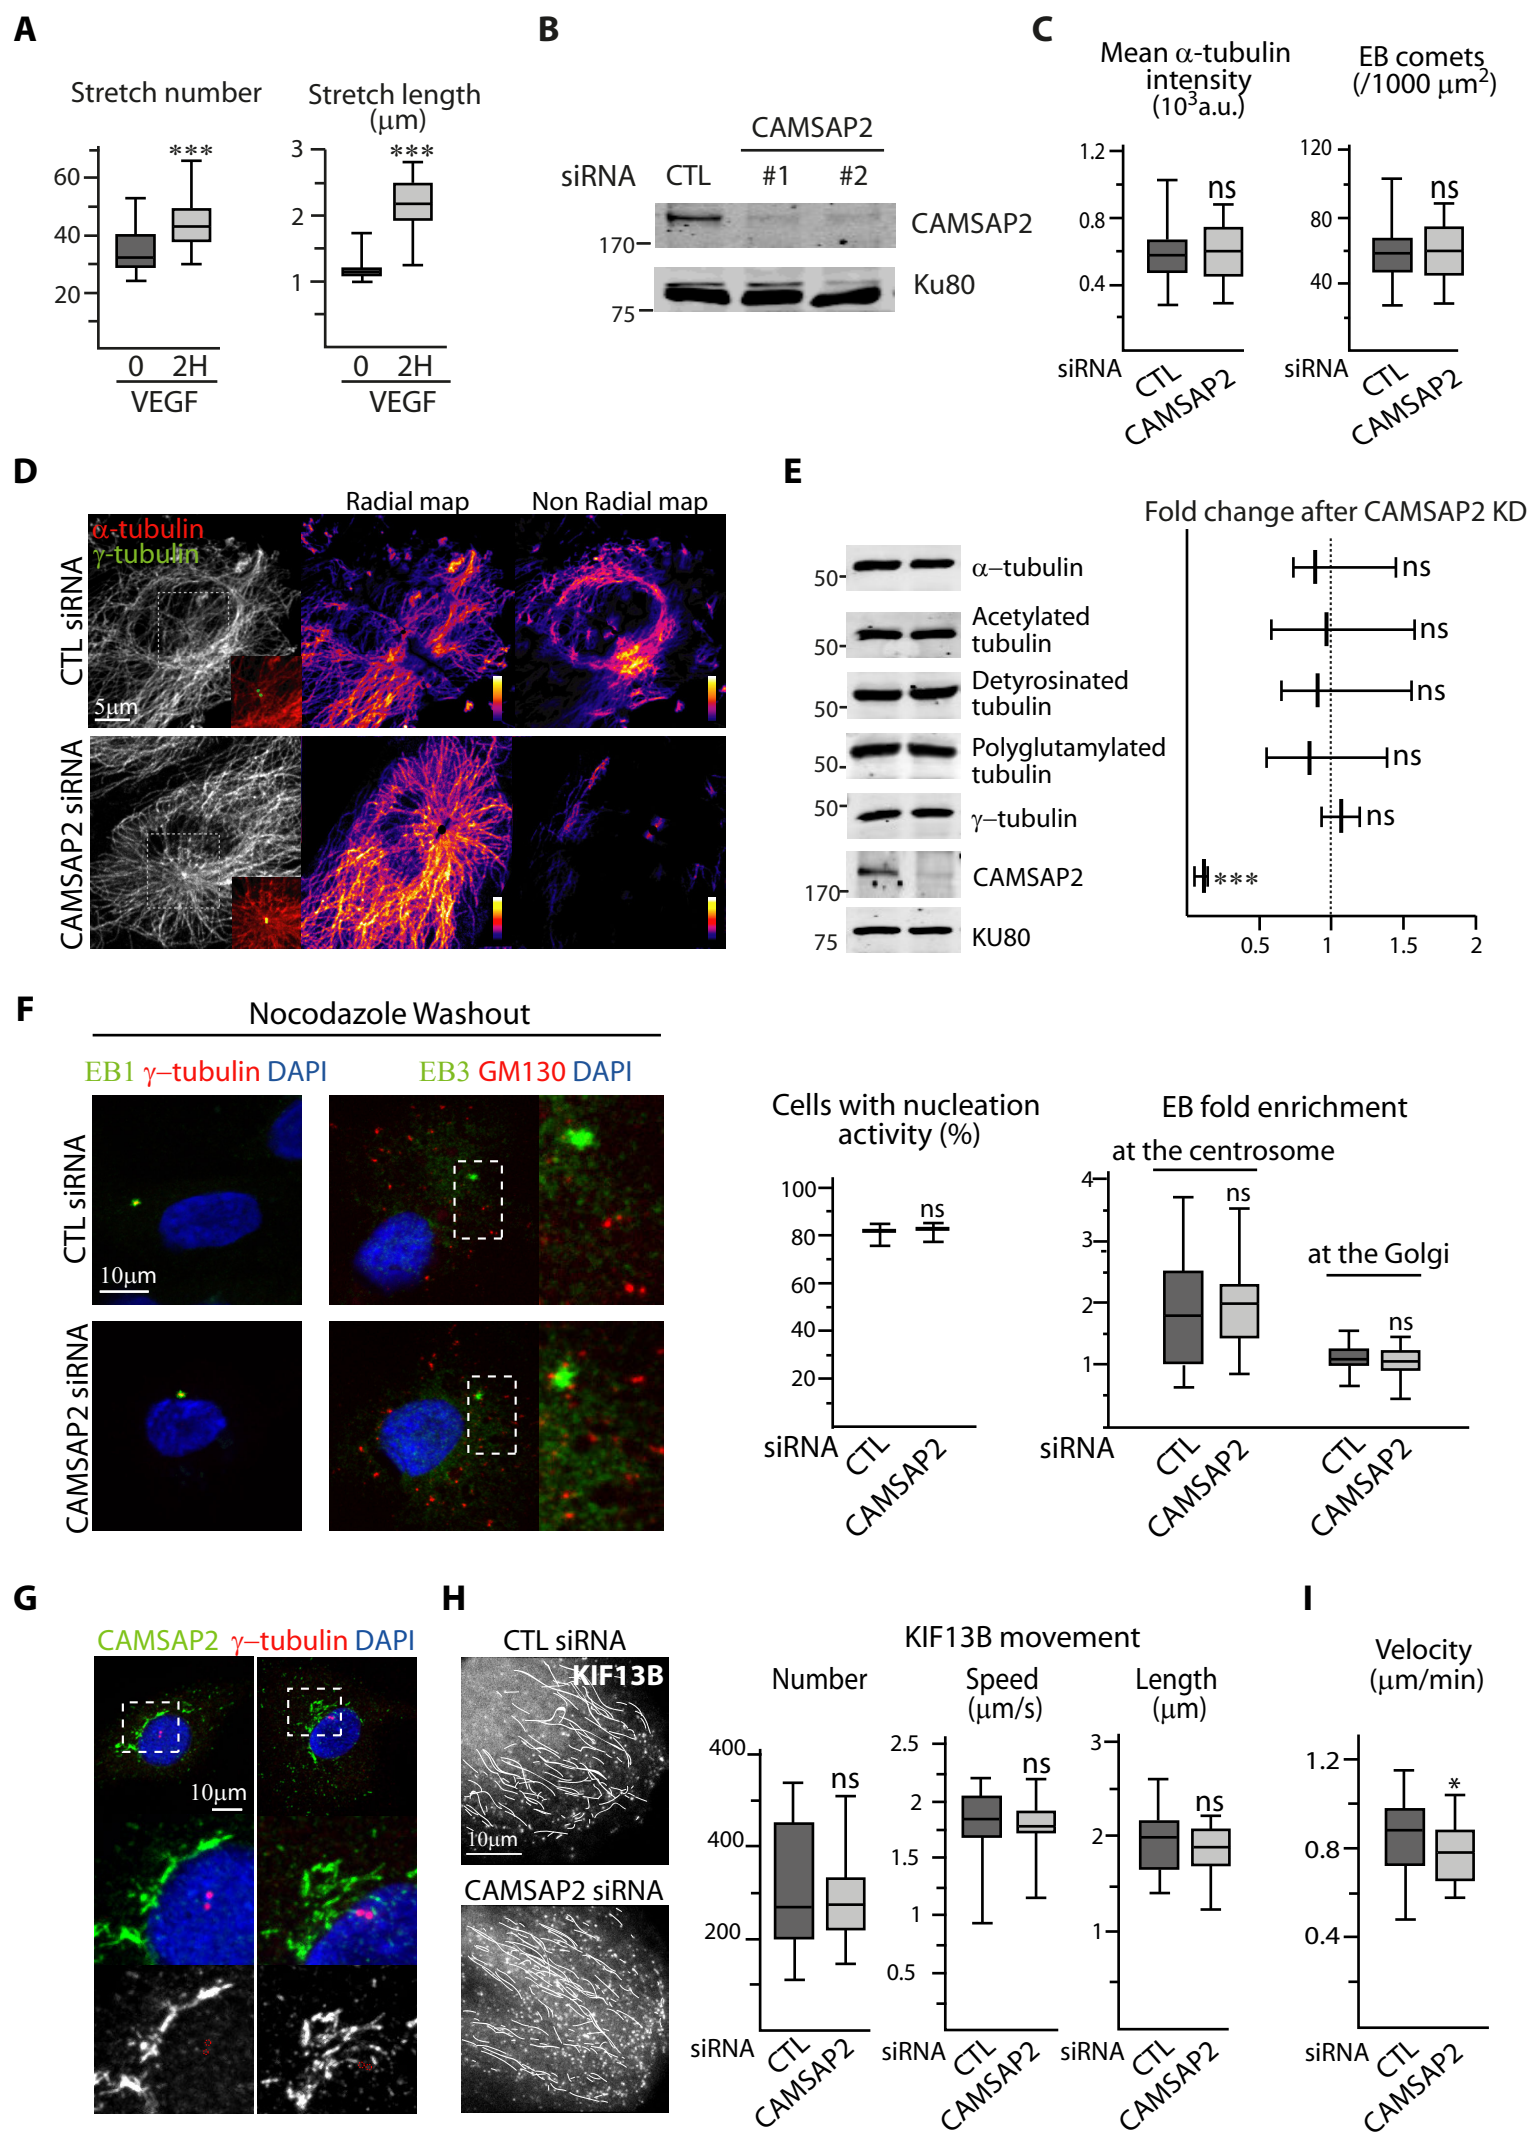 A
Stretch number
60
40
20
***
0 2H
VEGF
Stretch length
(µm)
3
2
1
***
0 2H
VEGF
B
CAMSAP2
siRNA CTL #1 #2
170
CAMSAP2
75
Ku80
C
Mean α-tubulin
intensity
(10³a.u.)
1.2
0.8
0.4
ns
siRNA
CTL
CAMSAP2
EB comets
(/1000 µm²)
120
80
40
ns
siRNA
CTL
CAMSAP2
D
Radial map
Non Radial map
CTL siRNA
α-tubulin
γ-tubulin
5µm
CAMSAP2 siRNA
E
Fold change after CAMSAP2 KD
50
α−tubulin
ns
50
Acetylated
tubulin
ns
50
Detyrosinated
tubulin
ns
50
Polyglutamylated
tubulin
ns
50
γ−tubulin
ns
170
CAMSAP2
***
75
KU80
0.5 1 1.5 2
F
Nocodazole Washout
EB1 γ−tubulin DAPI
EB3 GM130 DAPI
CTL siRNA
10µm
CAMSAP2 siRNA
Cells with nucleation
activity (%)
100
80
60
40
20
ns
siRNA
CTL
CAMSAP2
EB fold enrichment
at the centrosome
4
3
2
1
ns
at the Golgi
ns
siRNA
CTL
CAMSAP2
CTL
CAMSAP2
G
CAMSAP2 γ−tubulin DAPI
10µm
H
CTL siRNA
KIF13B
10µm
CAMSAP2 siRNA
KIF13B movement
Number
400
400
200
ns
siRNA
CTL
CAMSAP2
Speed
(µm/s)
2.5
2
1.5
1
0.5
ns
siRNA
CTL
CAMSAP2
Length
(µm)
3
2
1
ns
siRNA
CTL
CAMSAP2
I
Velocity
(µm/min)
1.2
0.8
0.4
*
siRNA
CTL
CAMSAP2